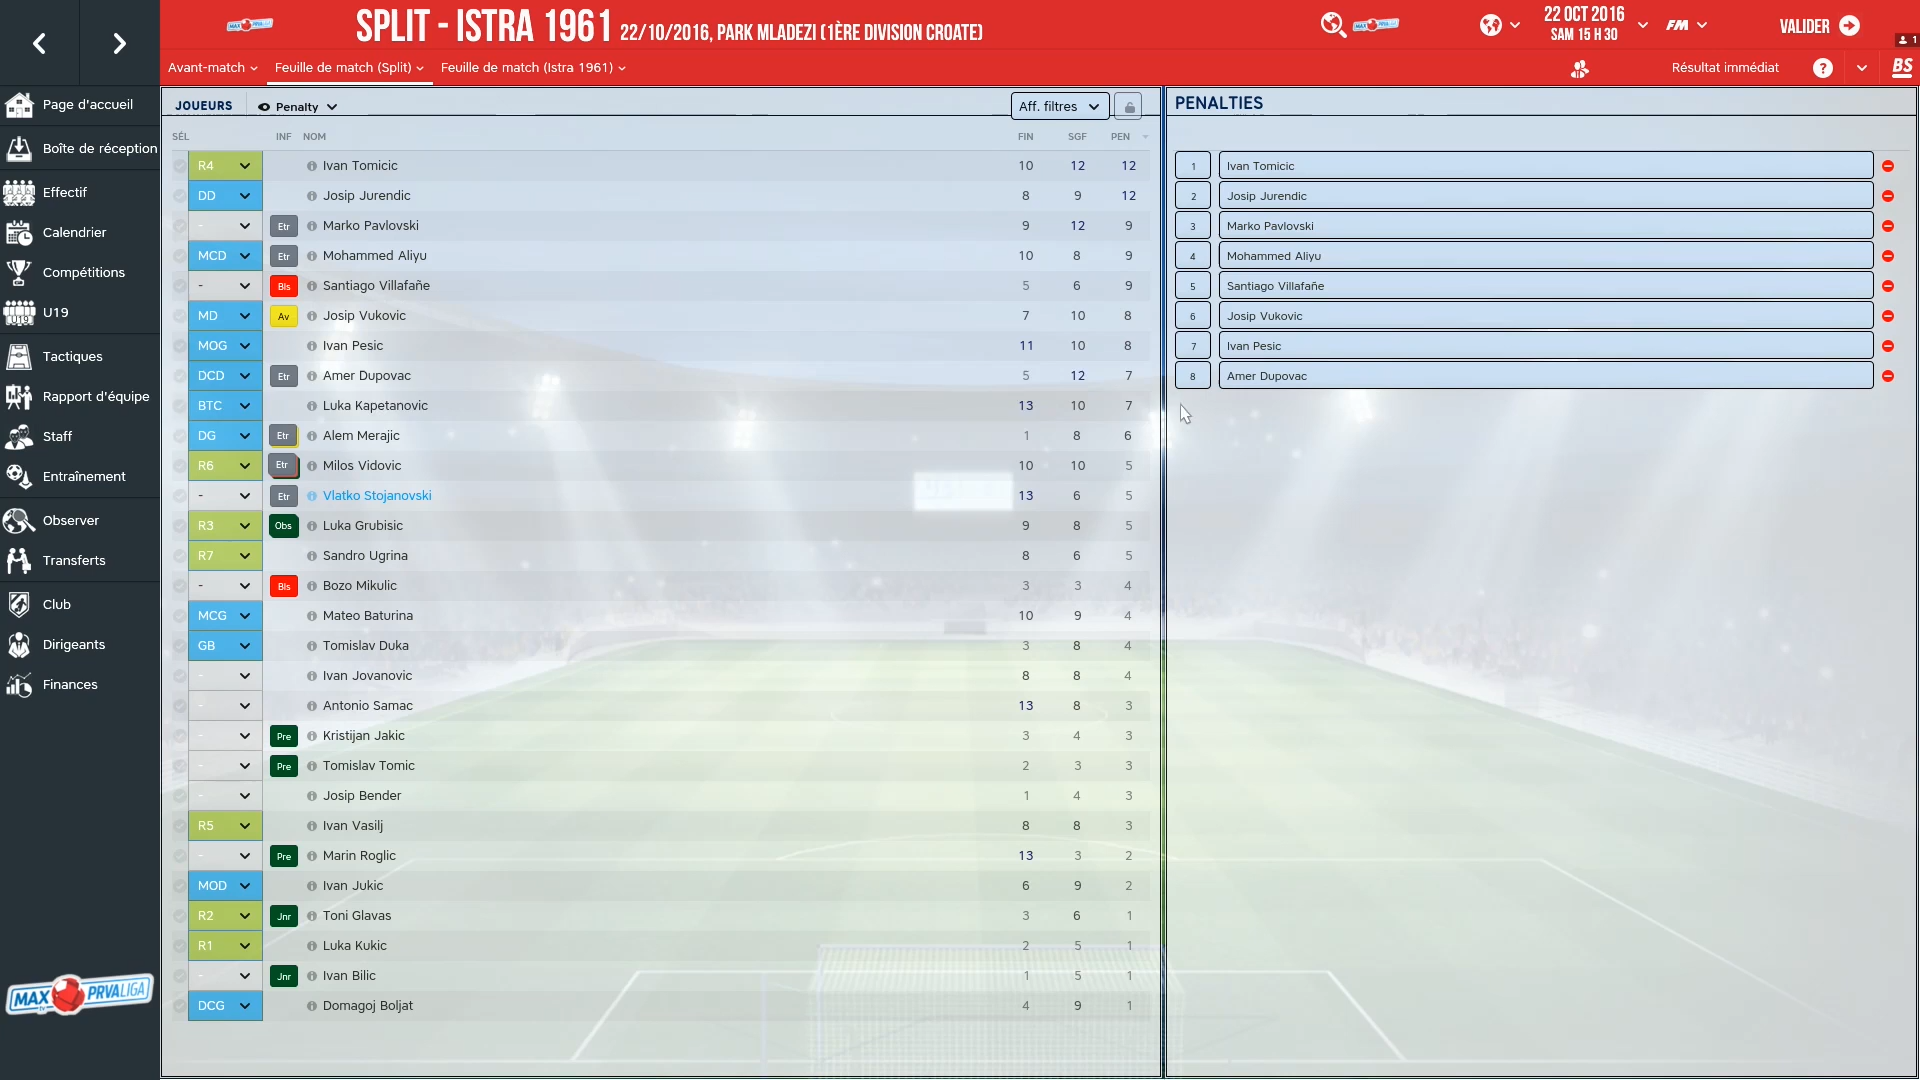 SPLIT - ISTRA 1961 22/10/2016, PARK MLADEZI (1ÈRE DIVISION CROATE)
22 OCT 2016
SAM 15 H 30
FM
VALIDER
1
Avant-match
Feuille de match (Split)
Feuille de match (Istra 1961)
Résultat immédiat
?
BS
Page d'accueil
Boîte de réception
Effectif
Calendrier
Compétitions
U19
Tactiques
Rapport d'équipe
Staff
Entraînement
Observer
Transferts
Club
Dirigeants
Finances
MAX PRVALIGA
JOUEURS Penalty Aff. filtres
SÉL INF NOM FIN SGF PEN
R4 Ivan Tomicic 10 12 12
DD Josip Jurendic 8 9 12
- Etr Marko Pavlovski 9 12 9
MCD Etr Mohammed Aliyu 10 8 9
- Bls Santiago Villafañe 5 6 9
MD Av Josip Vukovic 7 10 8
MOG Ivan Pesic 11 10 8
DCD Etr Amer Dupovac 5 12 7
BTC Luka Kapetanovic 13 10 7
DG Etr Alem Merajic 1 8 6
R6 Etr Milos Vidovic 10 10 5
- Etr Vlatko Stojanovski 13 6 5
R3 Obs Luka Grubisic 9 8 5
R7 Sandro Ugrina 8 6 5
- Bls Bozo Mikulic 3 3 4
MCG Mateo Baturina 10 9 4
GB Tomislav Duka 3 8 4
- Ivan Jovanovic 8 8 4
- Antonio Samac 13 8 3
- Pre Kristijan Jakic 3 4 3
- Pre Tomislav Tomic 2 3 3
- Josip Bender 1 4 3
R5 Ivan Vasilj 8 8 3
- Pre Marin Roglic 13 3 2
MOD Ivan Jukic 6 9 2
R2 Jnr Toni Glavas 3 6 1
R1 Luka Kukic 2 5 1
- Jnr Ivan Bilic 1 5 1
DCG Domagoj Boljat 4 9 1
PENALTIES
1 Ivan Tomicic
2 Josip Jurendic
3 Marko Pavlovski
4 Mohammed Aliyu
5 Santiago Villafañe
6 Josip Vukovic
7 Ivan Pesic
8 Amer Dupovac